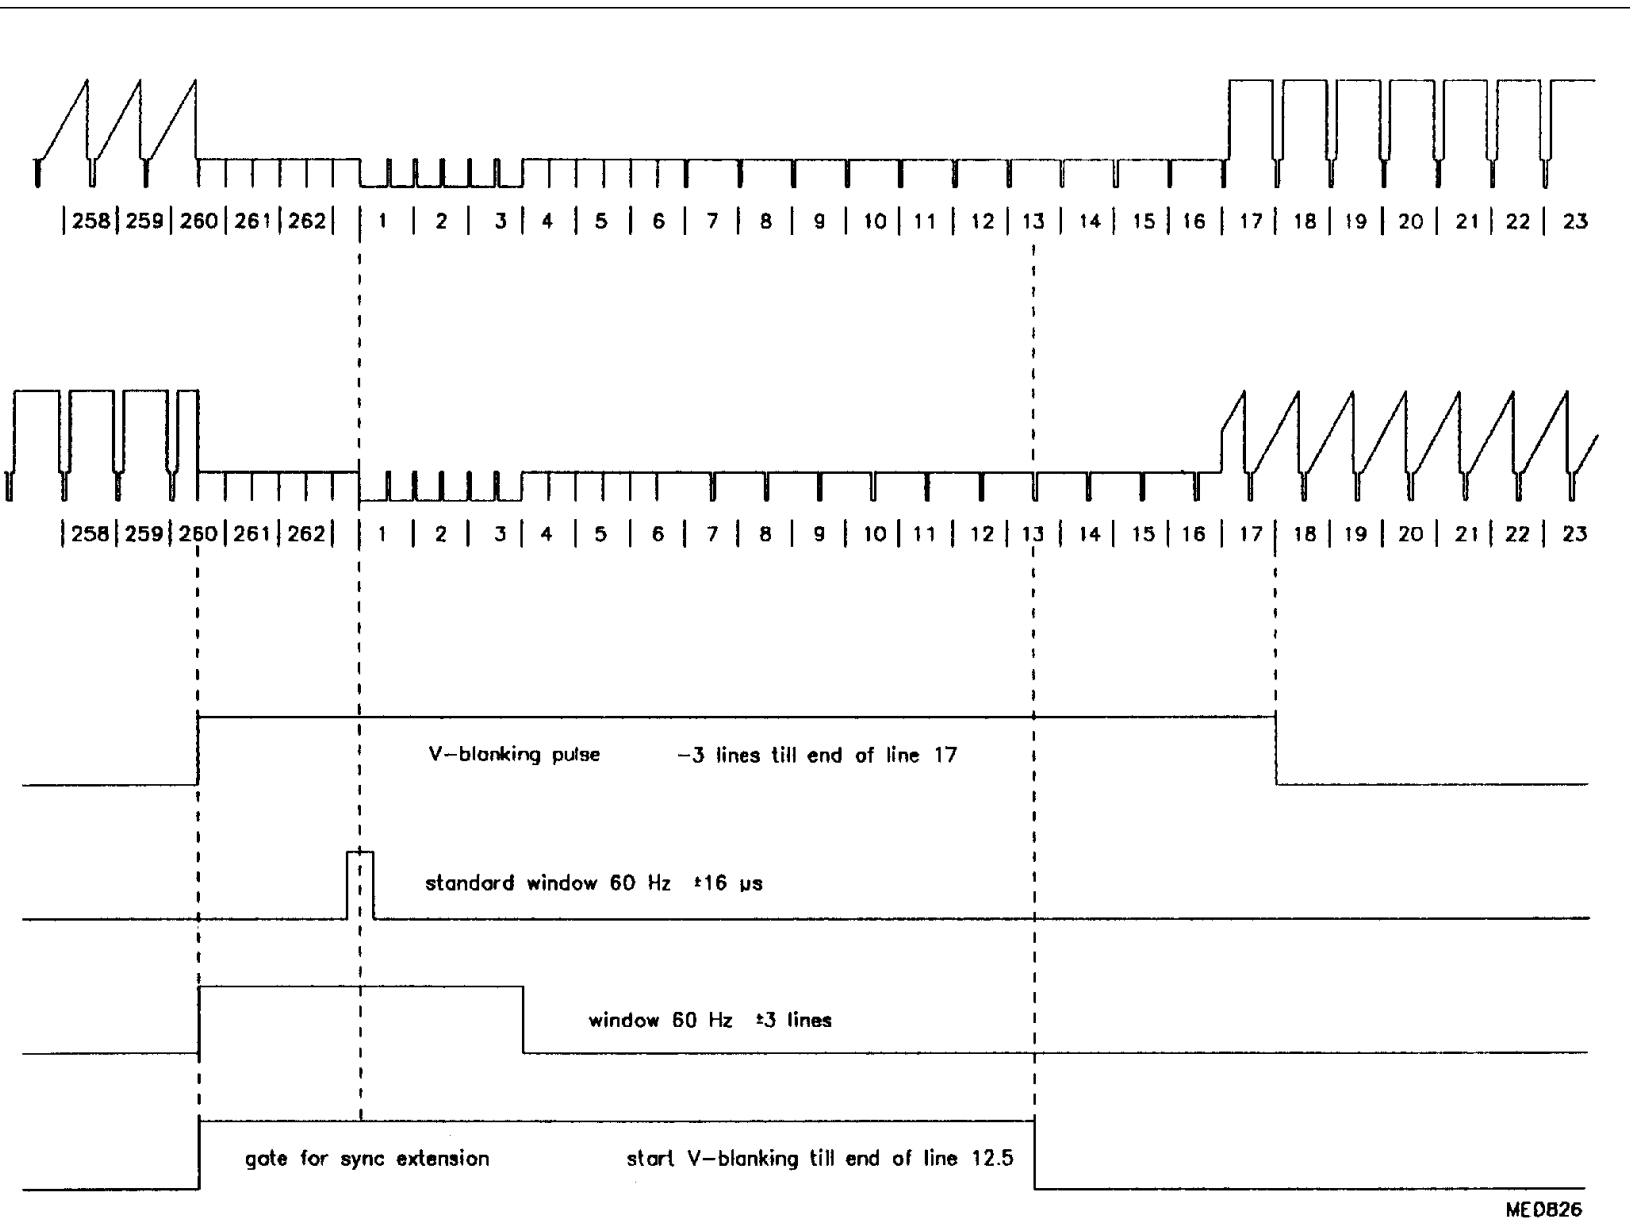 |258|259|260|261|262| | 1 | 2 | 3 | 4 | 5 | 6 | 7 | 8 | 9 | 10 | 11 | 12 | 13 | 14 | 15 | 16 | 17 | 18 | 19 | 20 | 21 | 22 | 23
|258|259|260|261|262| | 1 | 2 | 3 | 4 | 5 | 6 | 7 | 8 | 9 | 10 | 11 | 12 | 13 | 14 | 15 | 16 | 17 | 18 | 19 | 20 | 21 | 22 | 23
V-blanking pulse -3 lines till end of line 17
standard window 60 Hz ±16 µs
window 60 Hz ±3 lines
gate for sync extension start V-blanking till end of line 12.5
MED826